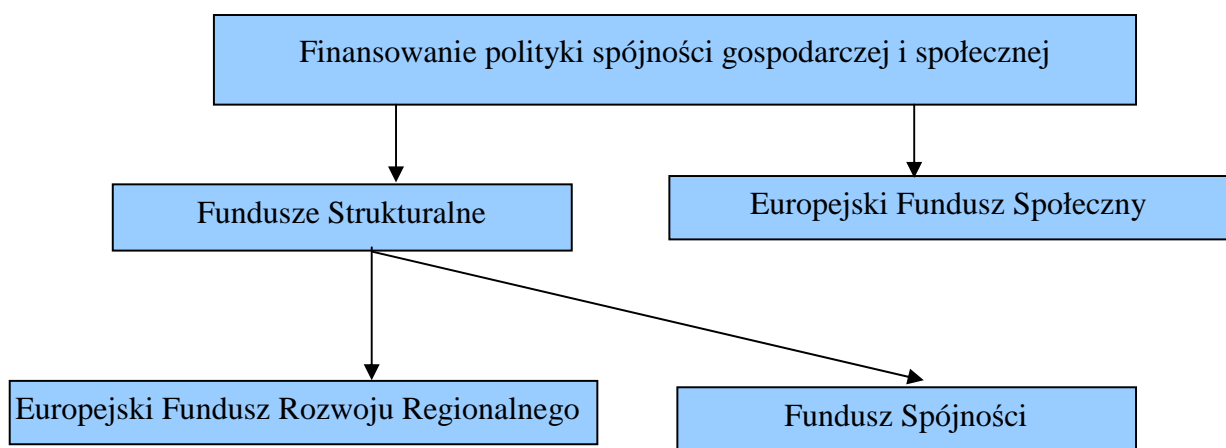 Finansowanie polityki spójności gospodarczej i społecznej
Fundusze Strukturalne
Europejski Fundusz Społeczny
Europejski Fundusz Rozwoju Regionalnego
Fundusz Spójności